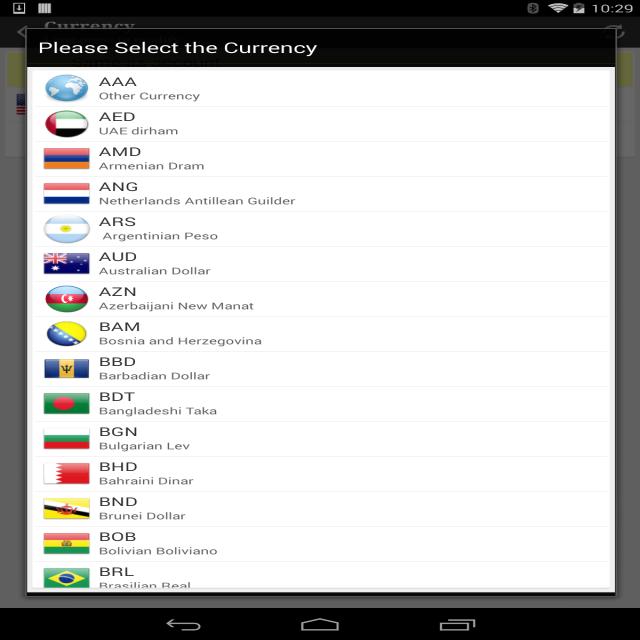 10:29
Currency
Please Select the Currency
AAA
Other Currency
AED
UAE dirham
AMD
Armenian Dram
ANG
Netherlands Antillean Guilder
ARS
Argentinian Peso
AUD
Australian Dollar
AZN
Azerbaijani New Manat
BAM
Bosnia and Herzegovina
BBD
Barbadian Dollar
BDT
Bangladeshi Taka
BGN
Bulgarian Lev
BHD
Bahraini Dinar
BND
Brunei Dollar
BOB
Bolivian Boliviano
BRL
Brasilian Real